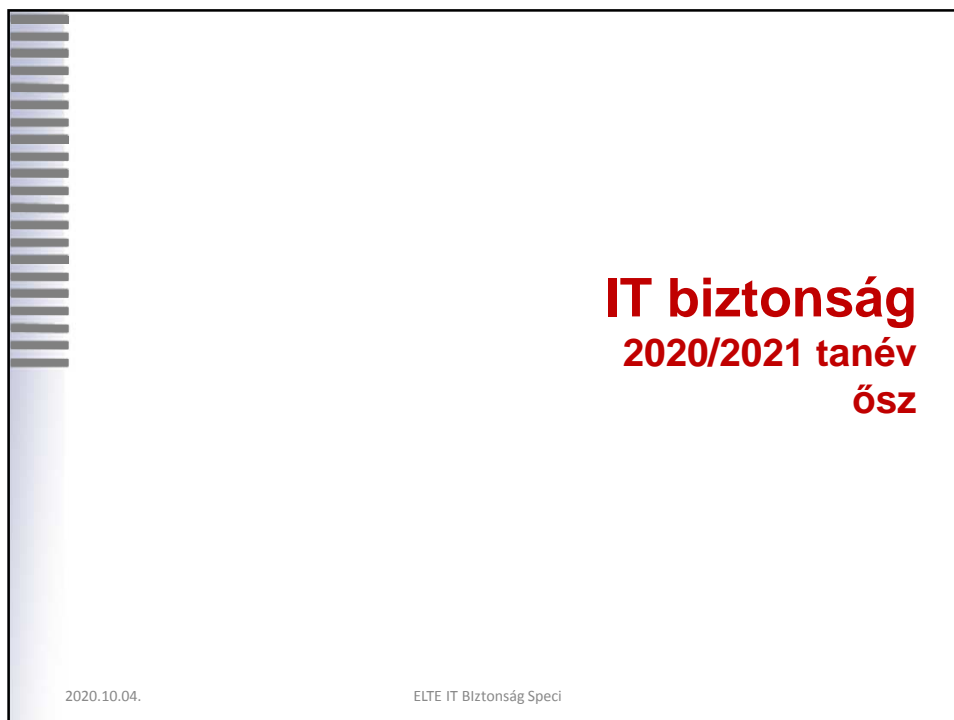 IT biztonság
2020/2021 tanév
ősz
2020.10.04.
ELTE IT BIztonság Speci